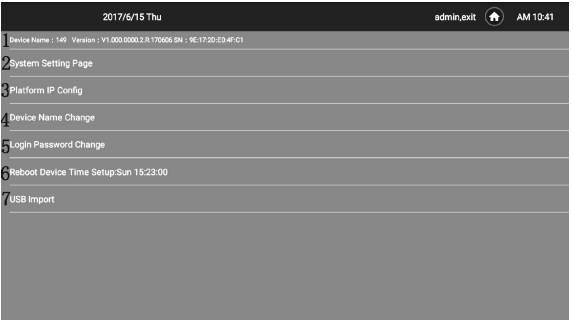 2017/6/15 Thu admin,exit AM 10:41
1 Device Name : 149 Version : V1.000.0000.2.R.170606 SN : 9E:17:2D:E0:4F:C1
2 System Setting Page
3 Platform IP Config
4 Device Name Change
5 Login Password Change
6 Reboot Device Time Setup:Sun 15:23:00
7 USB Import